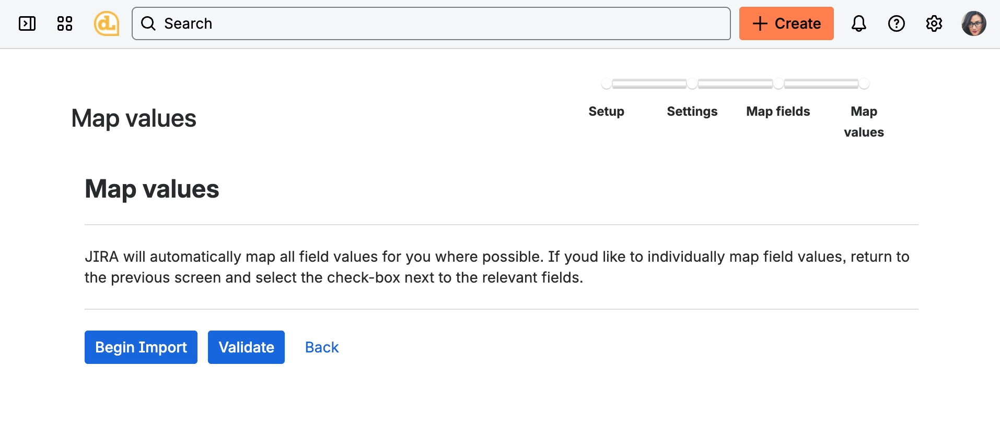 Search
Create
Setup
Settings
Map fields
Map
values
Map values
Map values
JIRA will automatically map all field values for you where possible. If youd like to individually map field values, return to
the previous screen and select the check-box next to the relevant fields.
Begin Import
Validate
Back